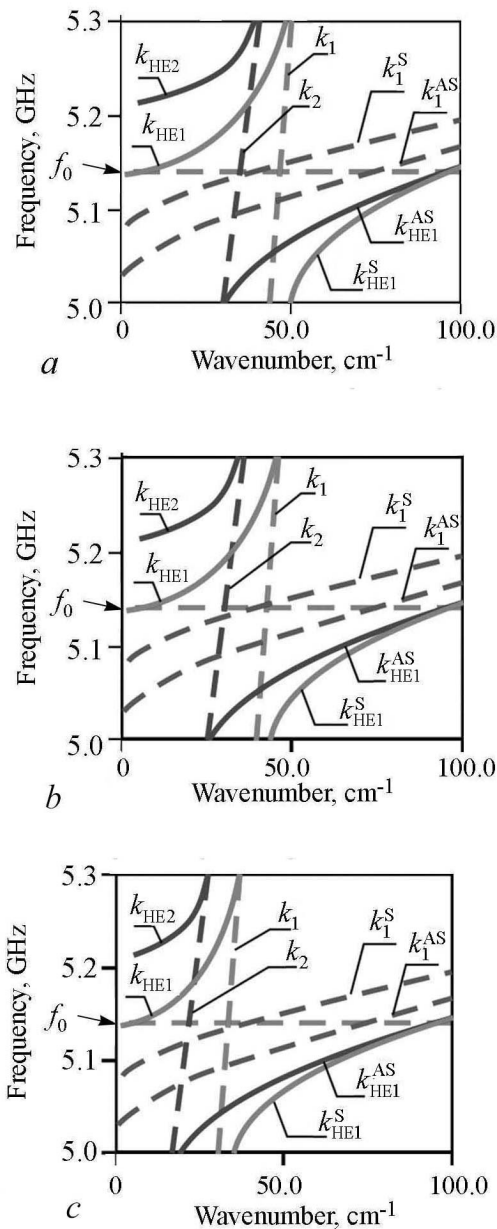 5.3
k_HE2
k_1
k_2
k_1^S
k_1^AS
5.2
k_HE1
f_0
5.1
k_HE1^AS
k_HE1^S
5.0
0
50.0
100.0
Frequency, GHz
Wavenumber, cm^-1
a
5.3
k_HE2
k_1
k_2
k_1^S
k_1^AS
5.2
k_HE1
f_0
5.1
k_HE1^AS
k_HE1^S
5.0
0
50.0
100.0
Frequency, GHz
Wavenumber, cm^-1
b
5.3
k_HE2
k_1
k_2
k_1^S
k_1^AS
5.2
k_HE1
f_0
5.1
k_HE1^AS
k_HE1^S
5.0
0
50.0
100.0
Frequency, GHz
Wavenumber, cm^-1
c